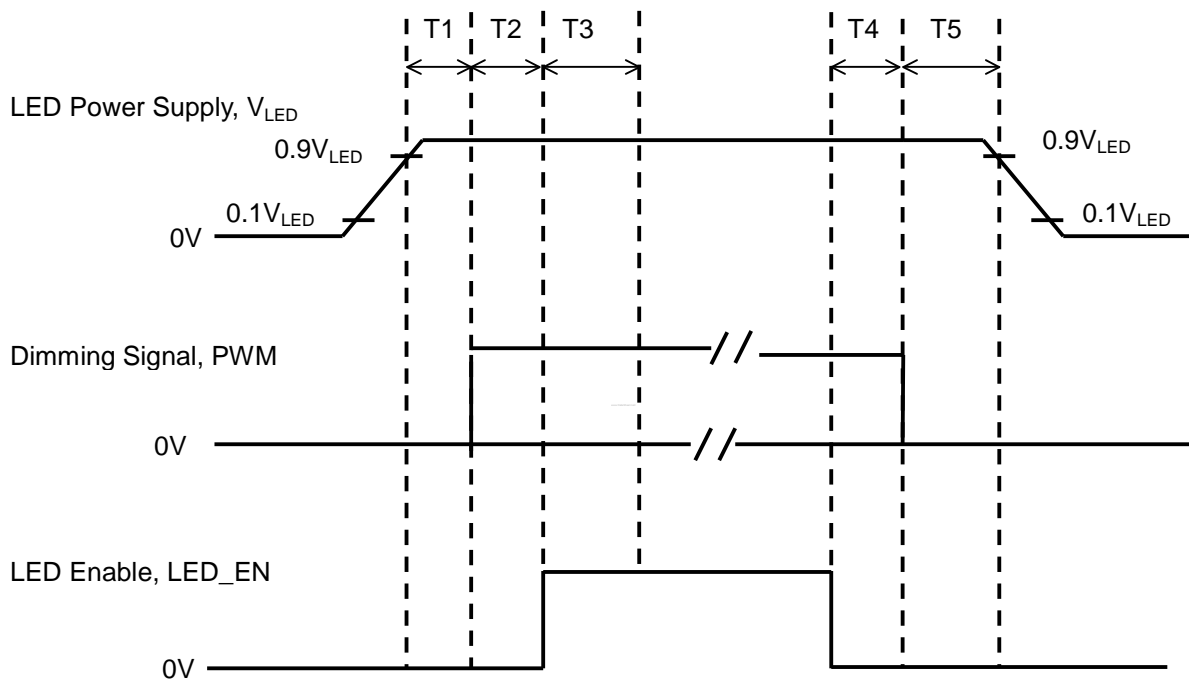 T1 T2 T3 T4 T5
LED Power Supply, VLED
0.9VLED 0.9VLED
0.1VLED 0.1VLED
0V
Dimming Signal, PWM
0V
LED Enable, LED_EN
0V